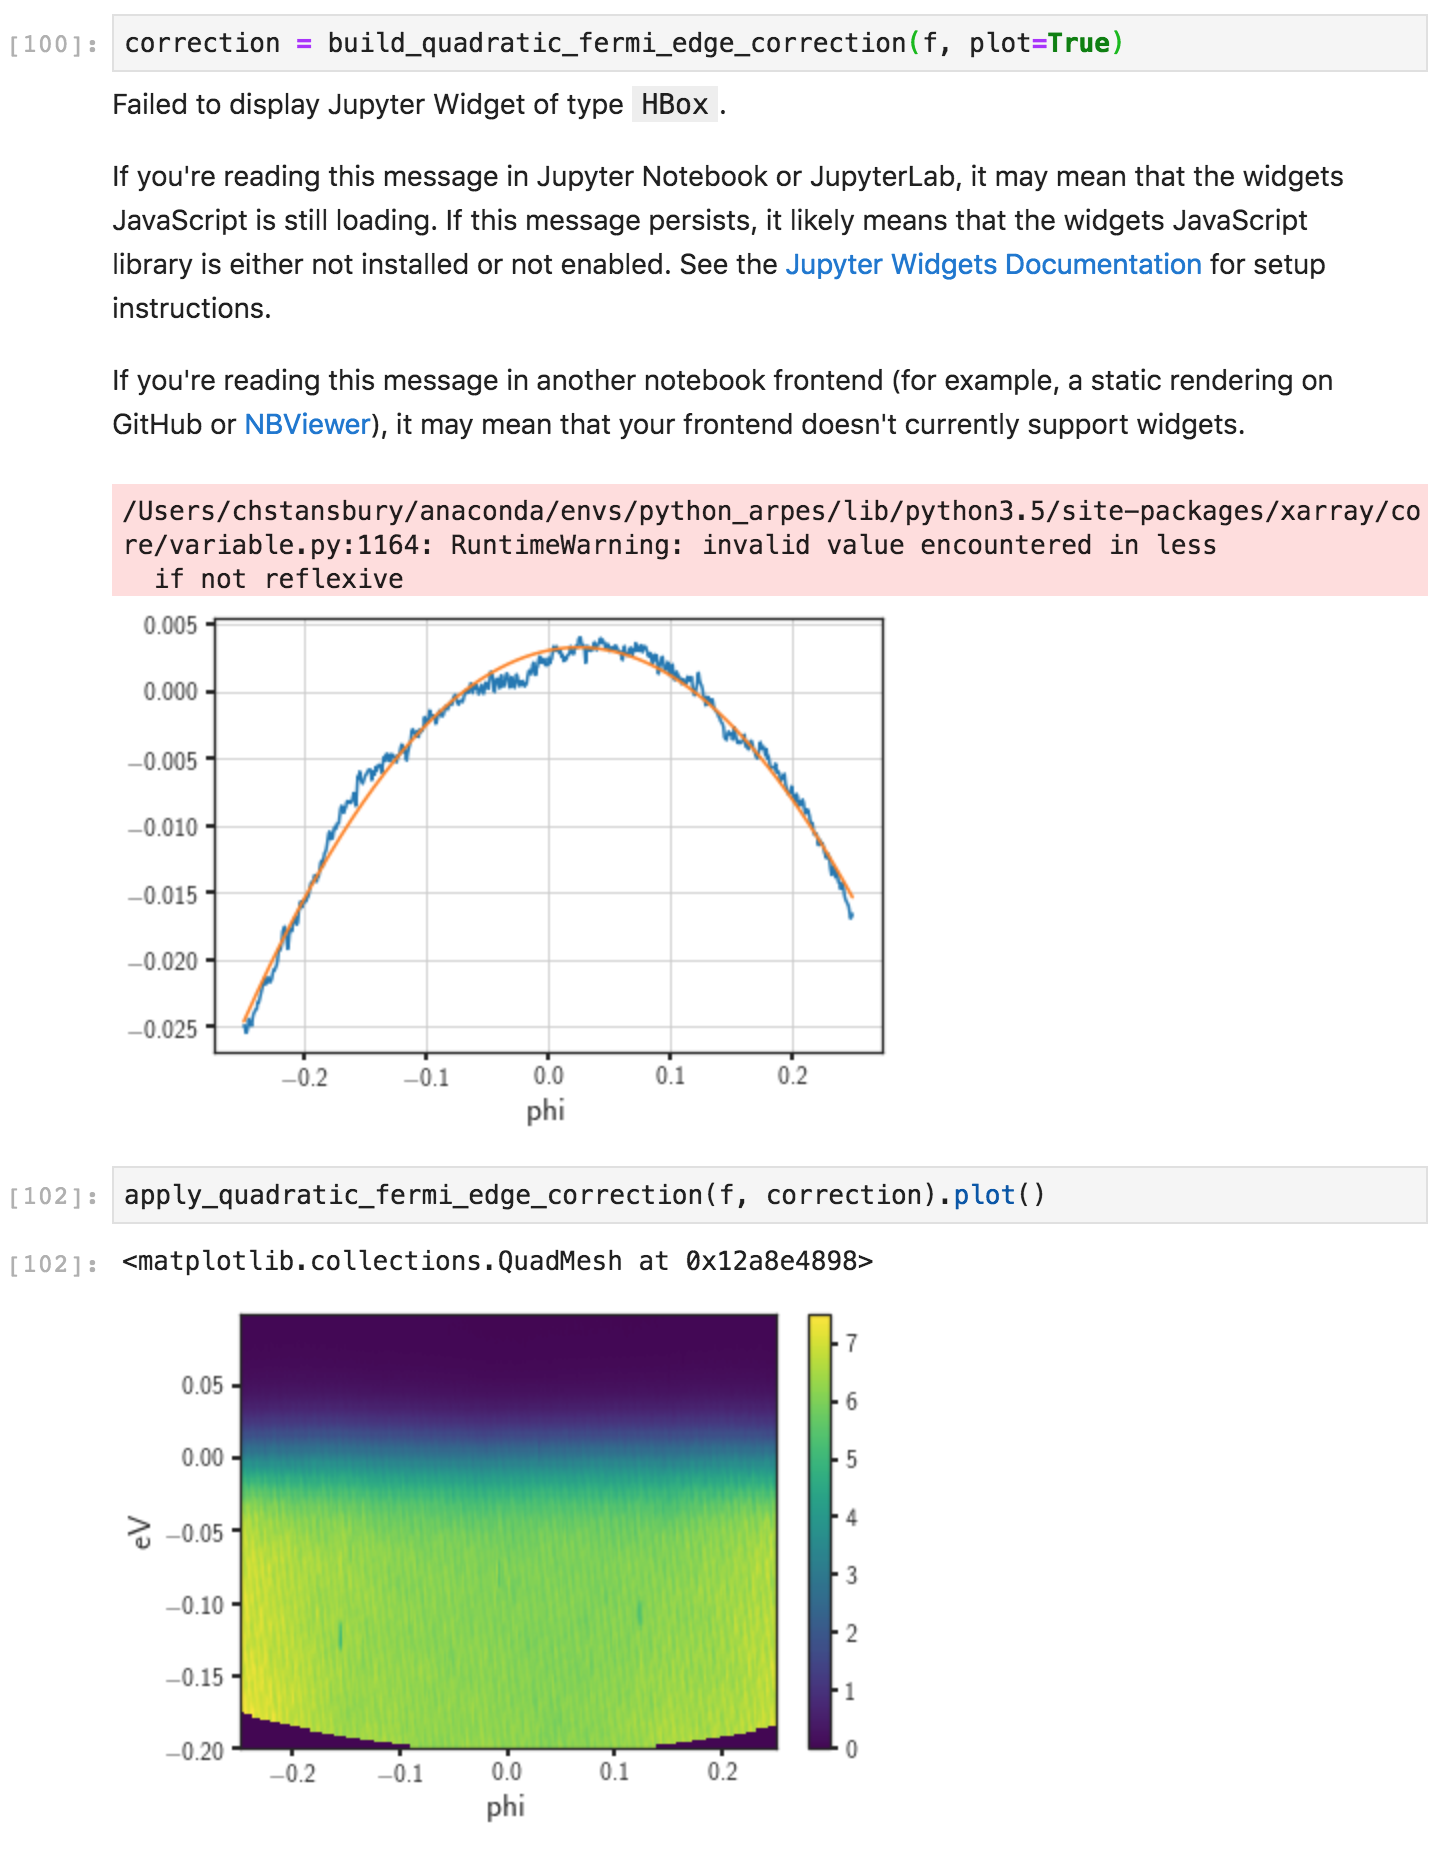 [100]: correction = build_quadratic_fermi_edge_correction(f, plot=True)
Failed to display Jupyter Widget of type HBox.
If you're reading this message in Jupyter Notebook or JupyterLab, it may mean that the widgets
JavaScript is still loading. If this message persists, it likely means that the widgets JavaScript
library is either not installed or not enabled. See the Jupyter Widgets Documentation for setup
instructions.
If you're reading this message in another notebook frontend (for example, a static rendering on
GitHub or NBViewer), it may mean that your frontend doesn't currently support widgets.
/Users/chstansbury/anaconda/envs/python_arpes/lib/python3.5/site-packages/xarray/co
re/variable.py:1164: RuntimeWarning: invalid value encountered in less
  if not reflexive
0.005
0.000
−0.005
−0.010
−0.015
−0.020
−0.025
−0.2 −0.1 0.0 0.1 0.2
phi
[102]: apply_quadratic_fermi_edge_correction(f, correction).plot()
[102]: <matplotlib.collections.QuadMesh at 0x12a8e4898>
0.05
0.00
−0.05
−0.10
−0.15
−0.20
eV
−0.2 −0.1 0.0 0.1 0.2
phi
7
6
5
4
3
2
1
0